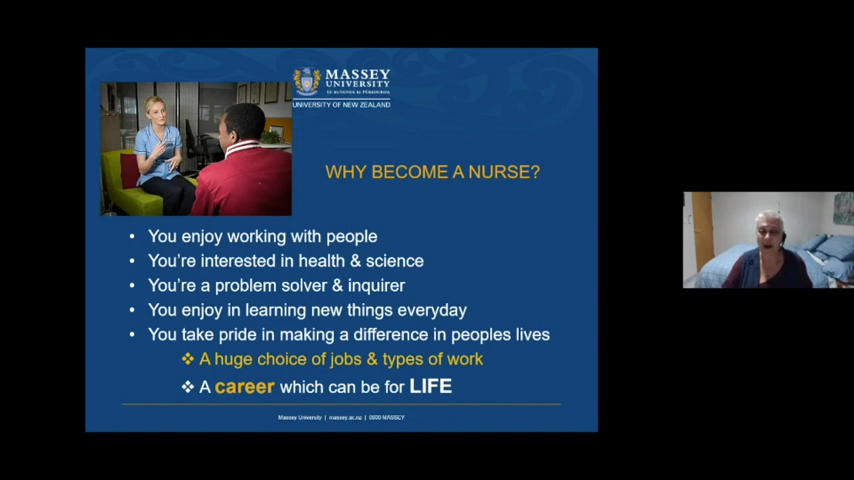 MASSEY
UNIVERSITY
TE KUNENGA KI PŪREHUROA
UNIVERSITY OF NEW ZEALAND
WHY BECOME A NURSE?
• You enjoy working with people
• You're interested in health & science
• You're a problem solver & inquirer
• You enjoy in learning new things everyday
• You take pride in making a difference in peoples lives
❖ A huge choice of jobs & types of work
❖ A career which can be for LIFE
Massey University | massey.ac.nz | 0800 MASSEY